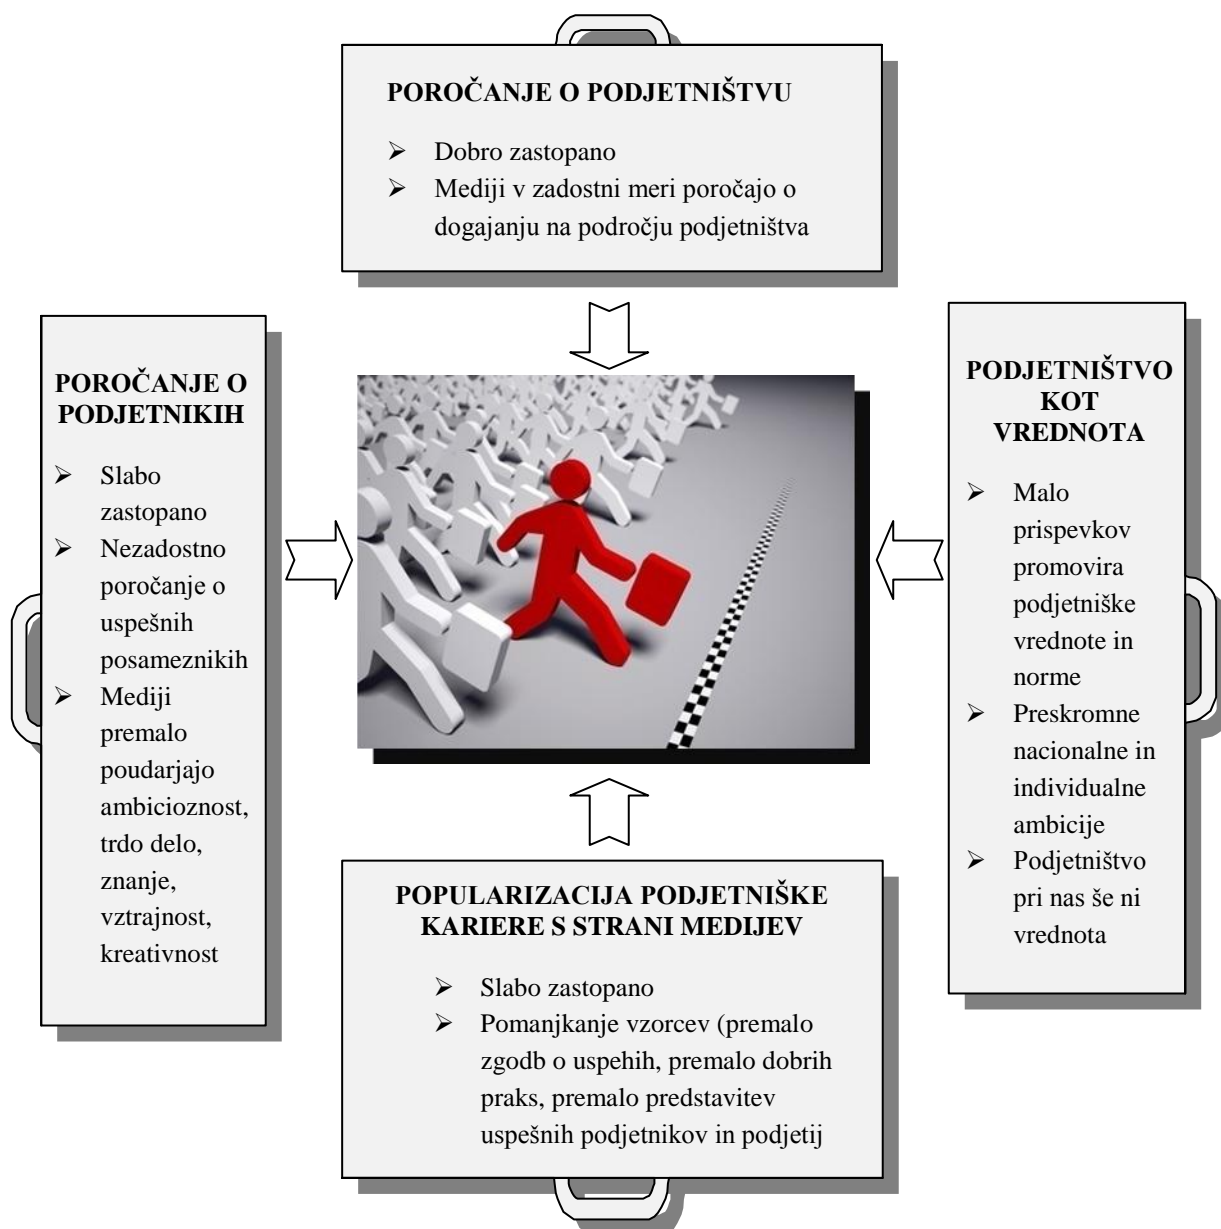 POROČANJE O PODJETNIŠTVU
➢ Dobro zastopano
➢ Mediji v zadostni meri poročajo o
dogajanju na področju podjetništva
POROČANJE O
PODJETNIKIH
➢ Slabo
zastopano
➢ Nezadostno
poročanje o
uspešnih
posameznikih
➢ Mediji
premalo
poudarjajo
ambicioznost,
trdo delo,
znanje,
vztrajnost,
kreativnost
PODJETNIŠTVO
KOT
VREDNOTA
➢ Malo
prispevkov
promovira
podjetniške
vrednote in
norme
➢ Preskromne
nacionalne in
individualne
ambicije
➢ Podjetništvo
pri nas še ni
vrednota
POPULARIZACIJA PODJETNIŠKE
KARIERE S STRANI MEDIJEV
➢ Slabo zastopano
➢ Pomanjkanje vzorcev (premalo
zgodb o uspehih, premalo dobrih
praks, premalo predstavitev
uspešnih podjetnikov in podjetij